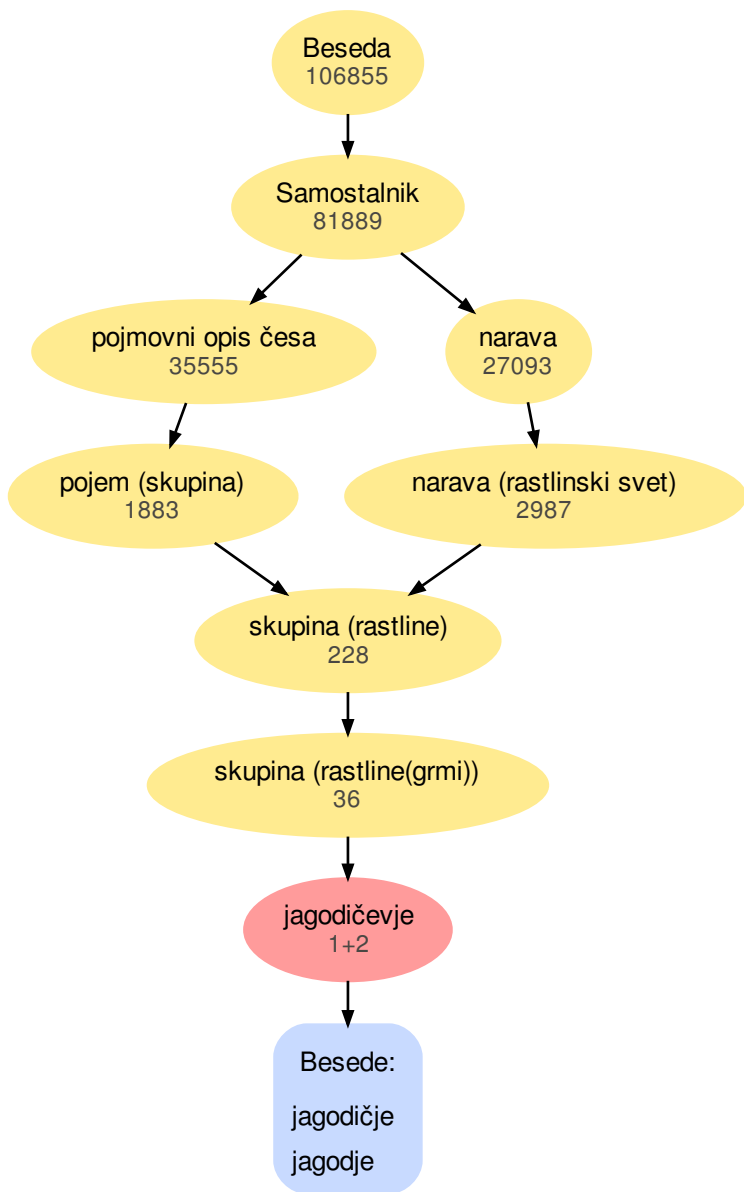 Beseda
106855
Samostalnik
81889
pojmovni opis česa
35555
narava
27093
pojem (skupina)
1883
narava (rastlinski svet)
2987
skupina (rastline)
228
skupina (rastline(grmi))
36
jagodičevje
1+2
Besede:
jagodičje
jagodje